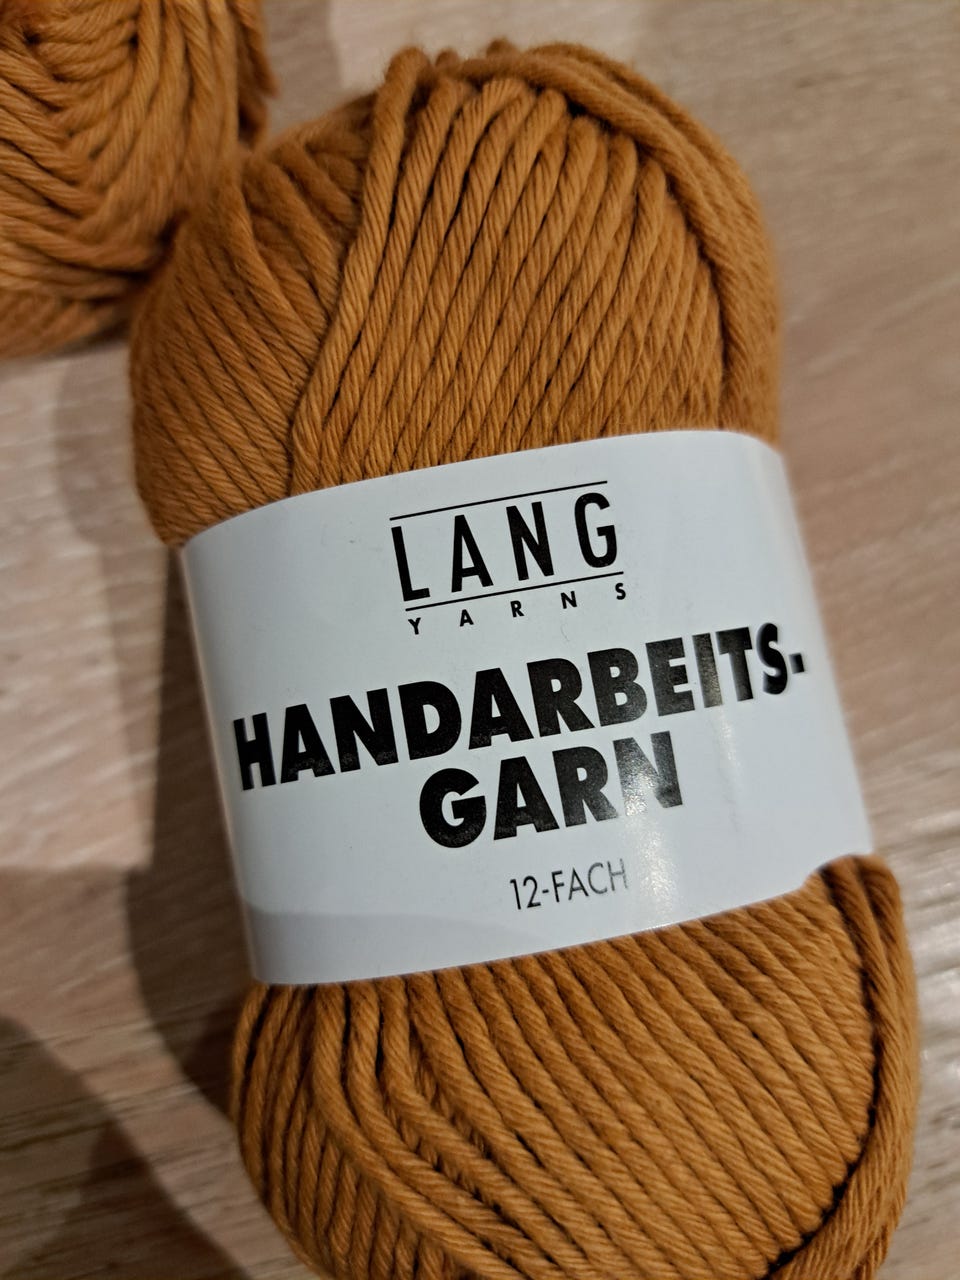 LANG
YARNS
HANDARBEITS-
GARN
12-FACH